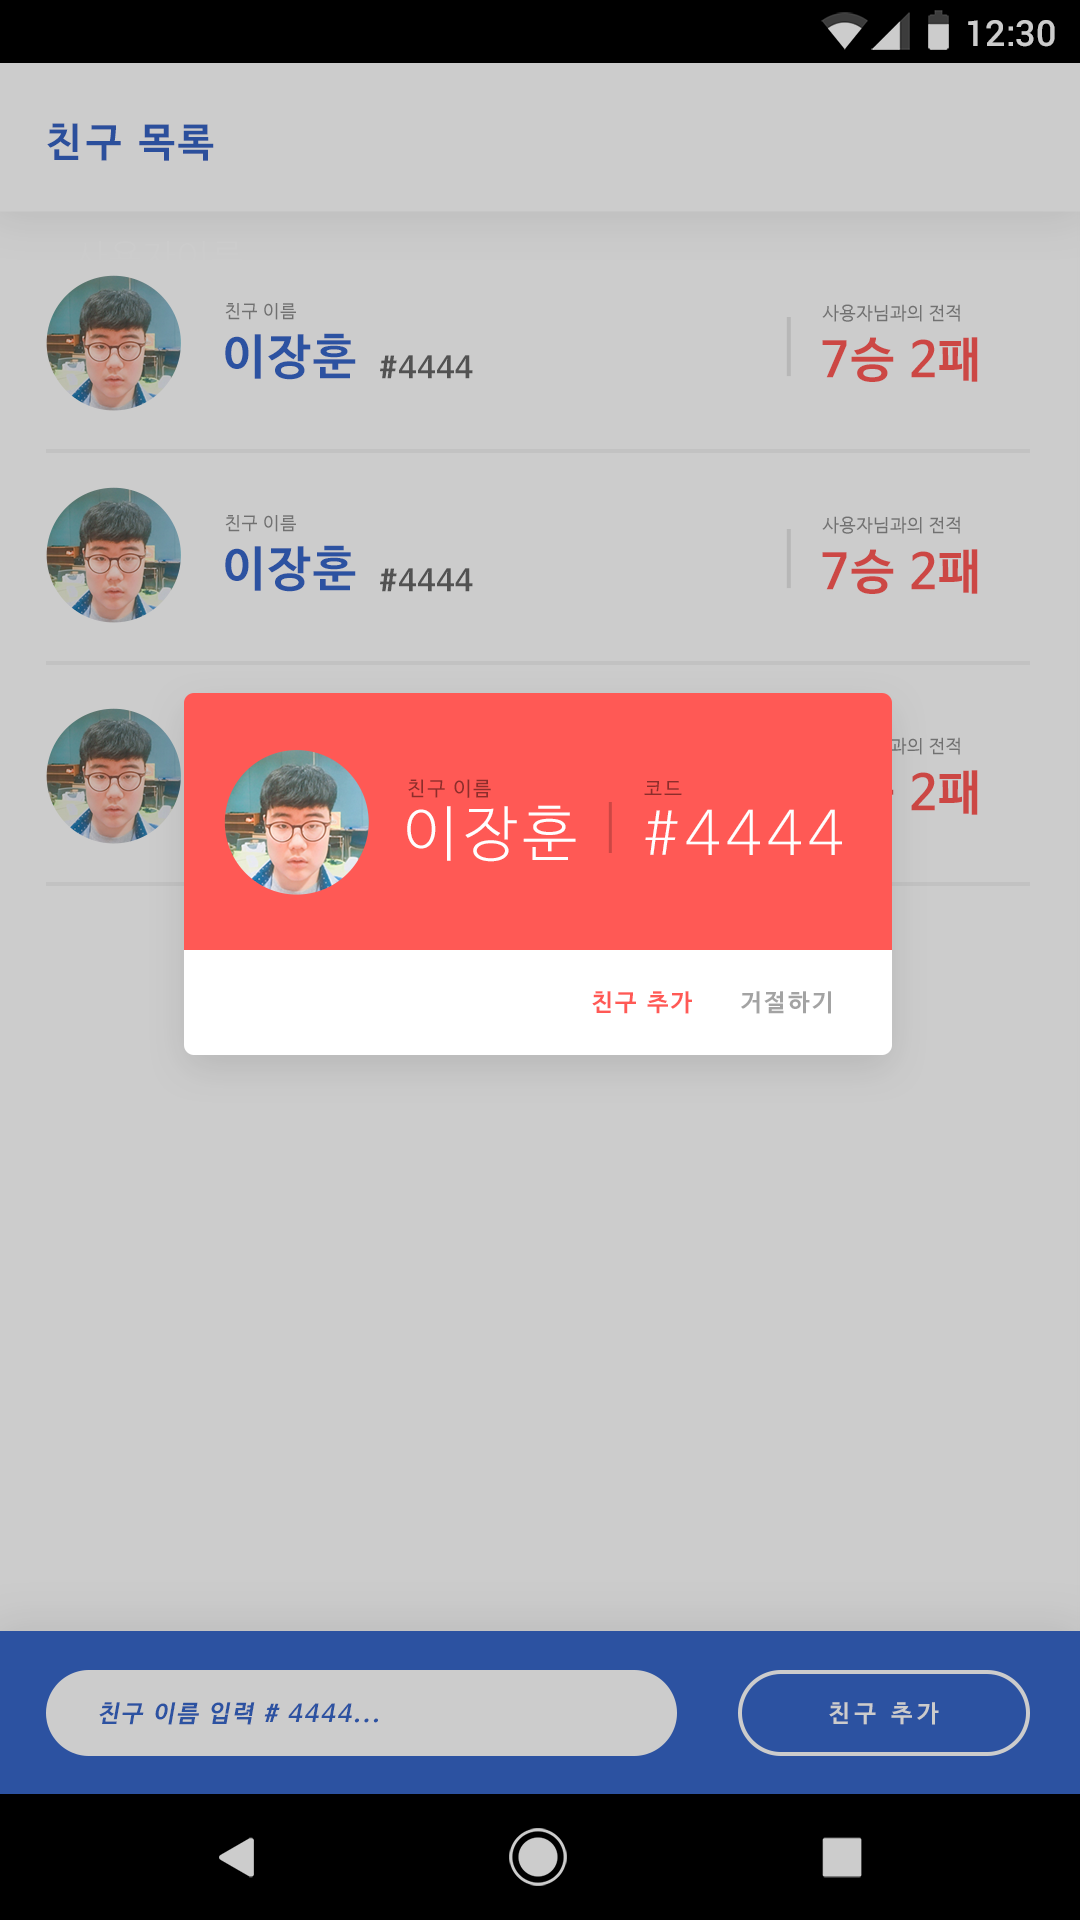 12:30
친구 목록
친구 이름
이장훈 #4444
사용자님과의 전적
7승 2패
친구 이름
이장훈 #4444
사용자님과의 전적
7승 2패
과의 전적
2패
친구 이름
이장훈
코드
#4444
친구 추가 거절하기
친구 이름 입력 # 4444...
친구 추가